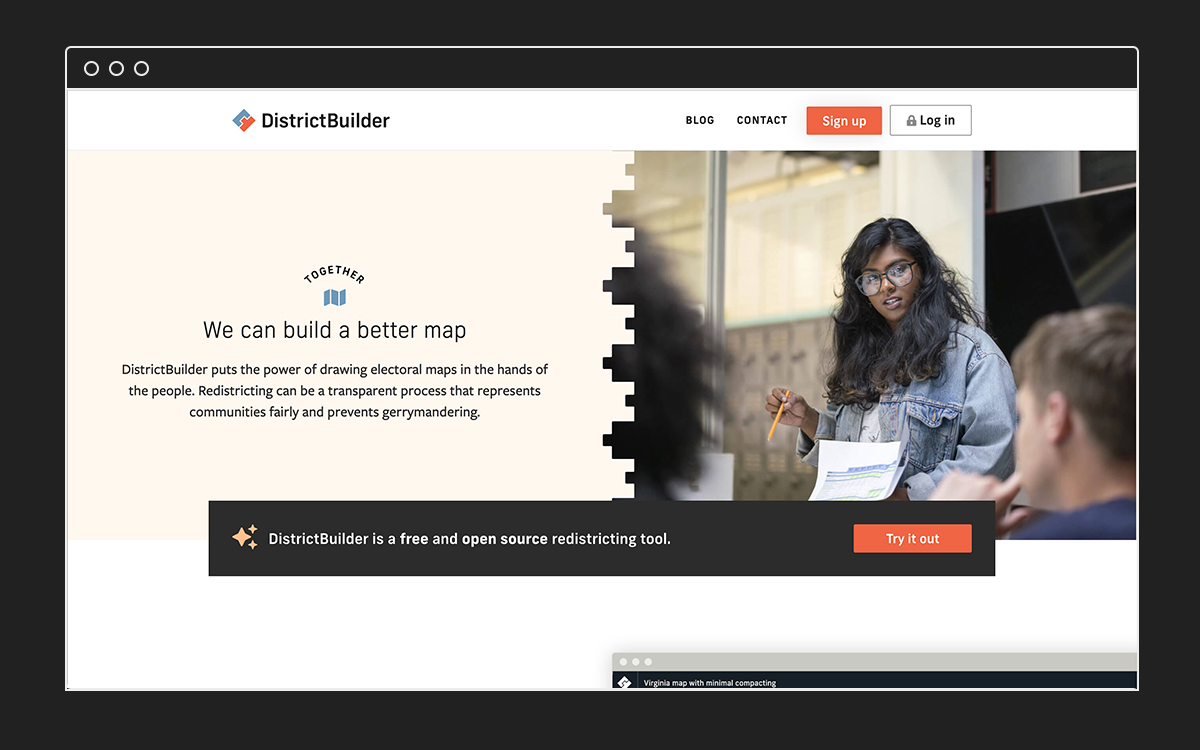 DistrictBuilder
BLOG
CONTACT
Sign up
Log in
TOGETHER
We can build a better map
DistrictBuilder puts the power of drawing electoral maps in the hands of
the people. Redistricting can be a transparent process that represents
communities fairly and prevents gerrymandering.
DistrictBuilder is a free and open source redistricting tool.
Try it out
Virginia map with minimal compacting